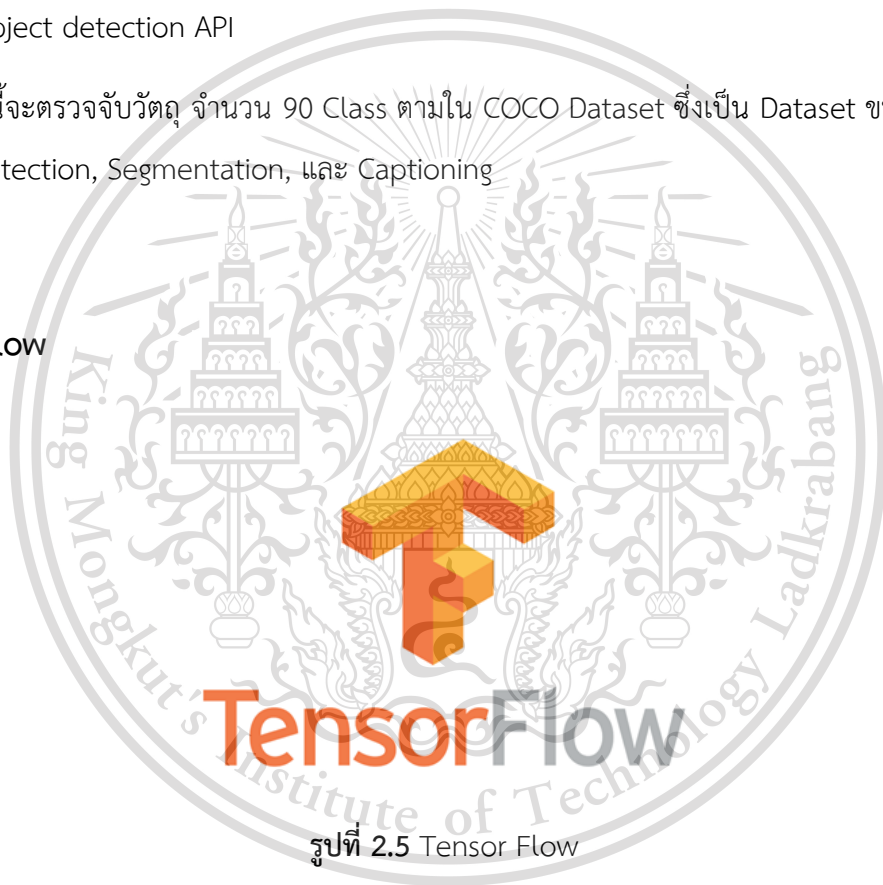 oject detection API
นี้จะตรวจจับวัตถุ จำนวน 90 Class ตามใน COCO Dataset ซึ่งเป็น Dataset
tection, Segmentation, และ Captioning
low
TensorFlow
King Mongkut's Institute of Technology Ladkrabang
รูปที่ 2.5 Tensor Flow